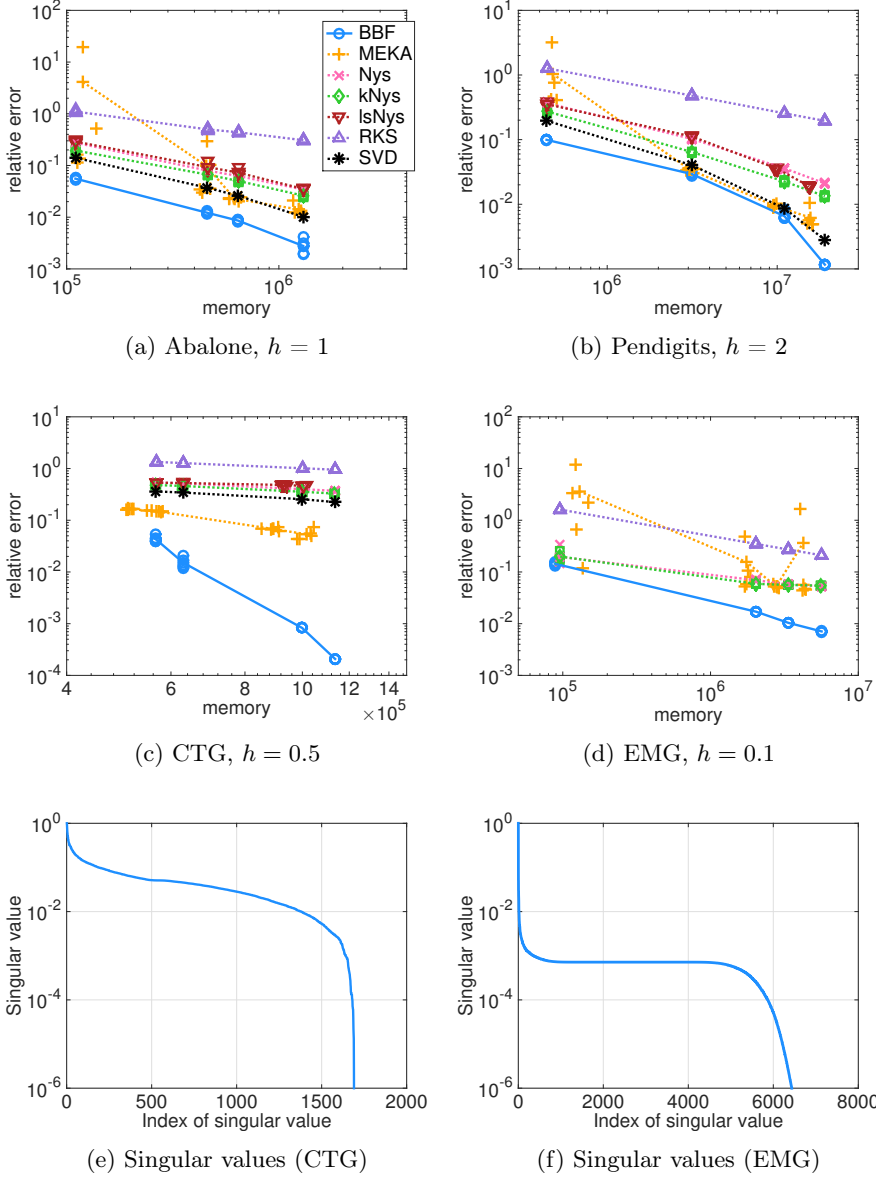 10^2
10^1
10^0
10^-1
10^-2
10^-3
relative error
10^5
10^6
memory
BBF
MEKA
Nys
kNys
lsNys
RKS
SVD
(a) Abalone, h = 1
10^2
10^0
10^-1
10^-2
10^-3
relative error
10^6
10^7
memory
(b) Pendigits, h = 2
10^1
10^0
10^-1
10^-2
10^-3
10^-4
relative error
4
6
8
10
12
14
×10^5
memory
(c) CTG, h = 0.5
10^2
10^1
10^0
10^-1
10^-2
10^-3
relative error
10^5
10^6
10^7
memory
(d) EMG, h = 0.1
10^0
10^-2
10^-4
10^-6
Singular value
0
500
1000
1500
2000
Index of singular value
(e) Singular values (CTG)
10^0
10^-2
10^-4
10^-6
Singular value
0
2000
4000
6000
8000
Index of singular value
(f) Singular values (EMG)